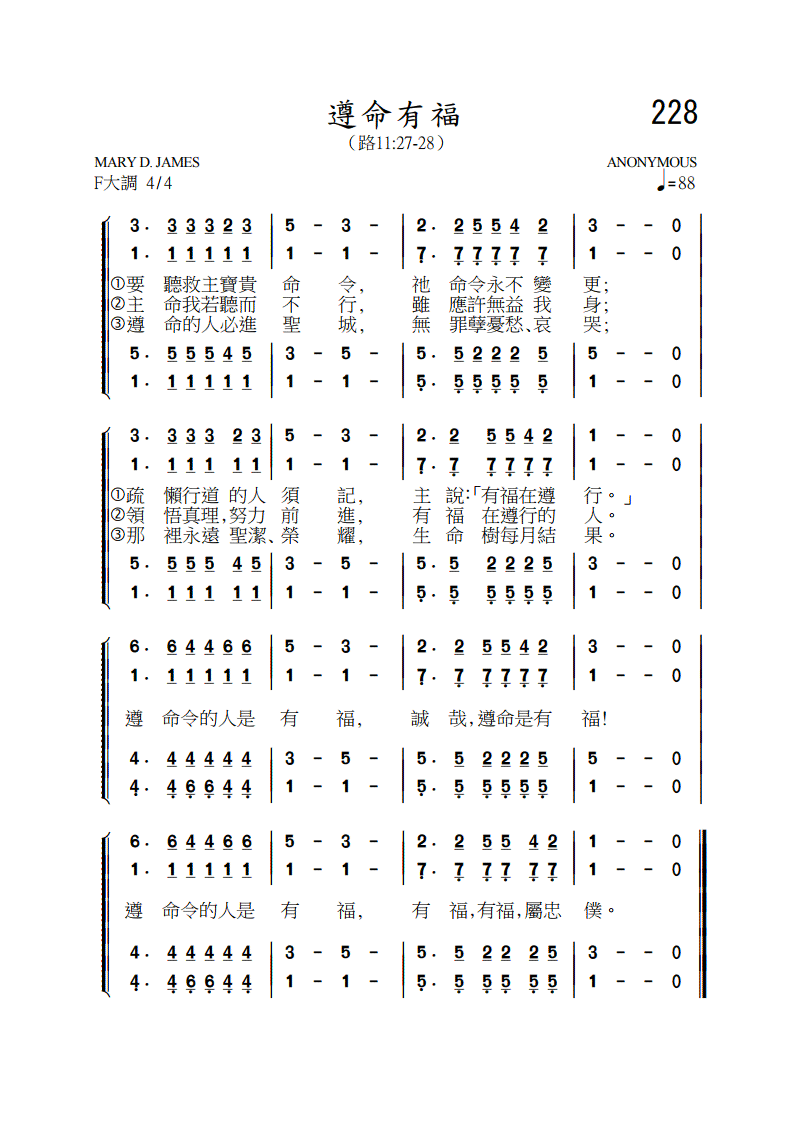 遵命有福
228
（路11:27-28）
MARY D. JAMES
ANONYMOUS
F大調 4/4
♩=88
3 · 3 3 3 2 3 | 5 - 3 - | 2 · 2 5 5 4 2 | 3 - - 0
1 · 1 1 1 1 1 | 1 - 1 - | 7 · 7 7 7 7 7 | 1 - - 0
①要 聽救主寶貴 命 令， 祂 命令永不 變 更；
②主 命我若聽而 不 行， 雖 應許無益 我 身；
③遵 命的人必進 聖 城， 無 罪孽憂愁、哀 哭；
5 · 5 5 5 4 5 | 3 - 5 - | 5 · 5 2 2 2 5 | 5 - - 0
1 · 1 1 1 1 1 | 1 - 1 - | 5 · 5 5 5 5 5 | 1 - - 0
3 · 3 3 3 2 3 | 5 - 3 - | 2 · 2 5 5 4 2 | 1 - - 0
1 · 1 1 1 1 1 | 1 - 1 - | 7 · 7 7 7 7 7 | 1 - - 0
①疏 懶行道 的人 須 記， 主 說：「有福在遵 行。」
②領 悟真理，努力 前 進， 有 福 在遵行的 人。
③那 裡永遠 聖潔、榮 耀， 生 命 樹每月結 果。
5 · 5 5 5 4 5 | 3 - 5 - | 5 · 5 2 2 2 5 | 3 - - 0
1 · 1 1 1 1 1 | 1 - 1 - | 5 · 5 5 5 5 5 | 1 - - 0
6 · 6 4 4 6 6 | 5 - 3 - | 2 · 2 5 5 4 2 | 3 - - 0
1 · 1 1 1 1 1 | 1 - 1 - | 7 · 7 7 7 7 7 | 1 - - 0
遵 命令的人是 有 福， 誠 哉，遵命是有 福！
4 · 4 4 4 4 4 | 3 - 5 - | 5 · 5 2 2 2 5 | 5 - - 0
4 · 4 6 6 4 4 | 1 - 1 - | 5 · 5 5 5 5 5 | 1 - - 0
6 · 6 4 4 6 6 | 5 - 3 - | 2 · 2 5 5 4 2 | 1 - - 0
1 · 1 1 1 1 1 | 1 - 1 - | 7 · 7 7 7 7 7 | 1 - - 0
遵 命令的人是 有 福， 有 福，有福，屬忠 僕。
4 · 4 4 4 4 4 | 3 - 5 - | 5 · 5 2 2 2 5 | 3 - - 0
4 · 4 6 6 4 4 | 1 - 1 - | 5 · 5 5 5 5 5 | 1 - - 0